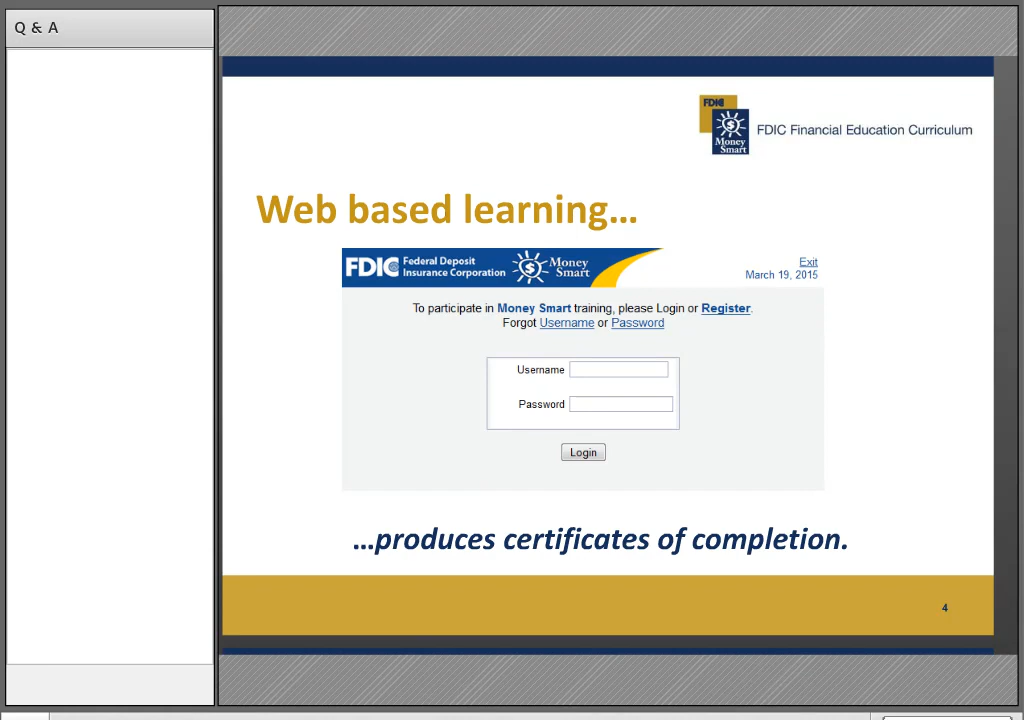 Q & A
FDIC
Money
Smart
FDIC Financial Education Curriculum
Web based learning...
FDIC Federal Deposit
Insurance Corporation
Money
Smart
Exit
March 19, 2015
To participate in Money Smart training, please Login or Register.
Forgot Username or Password
Username
Password
Login
...produces certificates of completion.
4